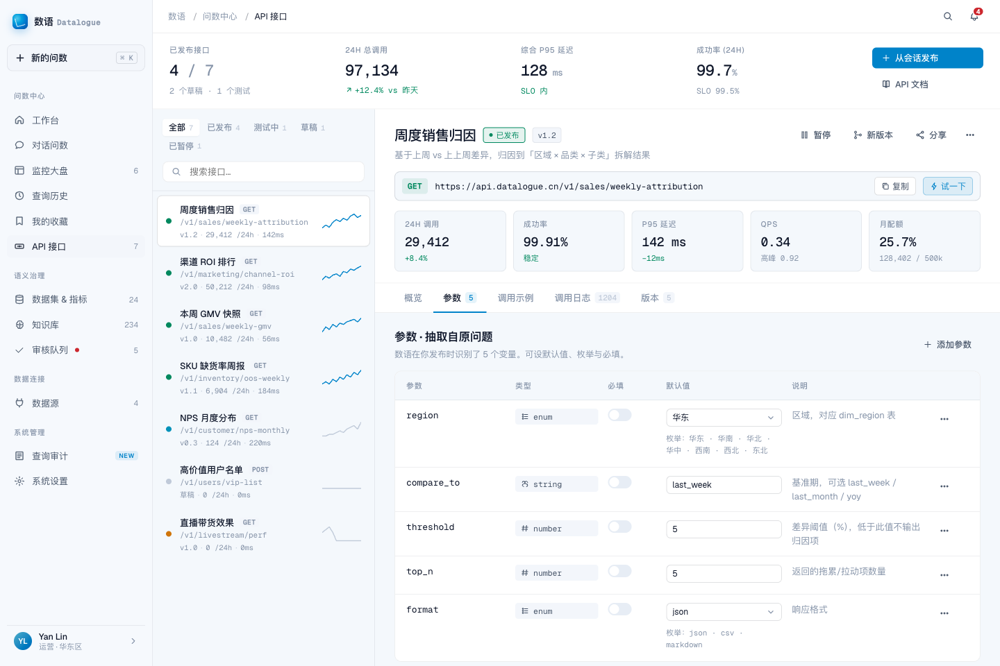 数语 Datalogue
新的问数 ⌘ K
问数中心
工作台
对话问数
监控大盘 6
查询历史
我的收藏
API 接口 7
语义治理
数据集 & 指标 24
知识库 234
审核队列 5
数据连接
数据源 4
系统管理
查询审计 NEW
系统设置
YL Yan Lin
运营 · 华东区
数语 / 问数中心 / API 接口
4
已发布接口
4 / 7
2 个草稿 · 1 个测试
24H 总调用
97,134
↗ +12.4% vs 昨天
综合 P95 延迟
128 ms
SLO 内
成功率 (24H)
99.7%
SLO 99.5%
从会话发布
API 文档
全部 7 已发布 4 测试中 1 草稿 1
已暂停 1
搜索接口…
周度销售归因 GET
/v1/sales/weekly-attribution
v1.2 · 29,412 /24h · 142ms
渠道 ROI 排行 GET
/v1/marketing/channel-roi
v2.0 · 50,212 /24h · 98ms
本周 GMV 快照 GET
/v1/sales/weekly-gmv
v1.0 · 10,482 /24h · 56ms
SKU 缺货率周报 GET
/v1/inventory/oos-weekly
v1.1 · 6,904 /24h · 184ms
NPS 月度分布 GET
/v1/customer/nps-monthly
v0.3 · 124 /24h · 220ms
高价值用户名单 POST
/v1/users/vip-list
草稿 · 0 /24h · 0ms
直播带货效果 GET
/v1/livestream/perf
v1.0 · 0 /24h · 0ms
周度销售归因 已发布 v1.2
暂停 新版本 分享
基于上周 vs 上上周差异，归因到「区域 × 品类 × 子类」拆解结果
GET https://api.datalogue.cn/v1/sales/weekly-attribution 复制 试一下
24H 调用
29,412
+8.4%
成功率
99.91%
稳定
P95 延迟
142 ms
−12ms
QPS
0.34
高峰 0.92
月配额
25.7%
128,402 / 500k
概览 参数 5 调用示例 调用日志 1204 版本 5
参数 · 抽取自原问题
数语在你发布时识别了 5 个变量。可设默认值、枚举与必填。
添加参数
参数 类型 必填 默认值 说明
region enum 华东 区域，对应 dim_region 表
枚举: 华东 · 华南 · 华北 ·
华中 · 西南 · 西北 · 东北
compare_to string last_week 基准期，可选 last_week /
last_month / yoy
threshold number 5 差异阈值（%），低于此值不输出
归因项
top_n number 5 返回的拖累/拉动项数量
format enum json 响应格式
枚举: json · csv ·
markdown